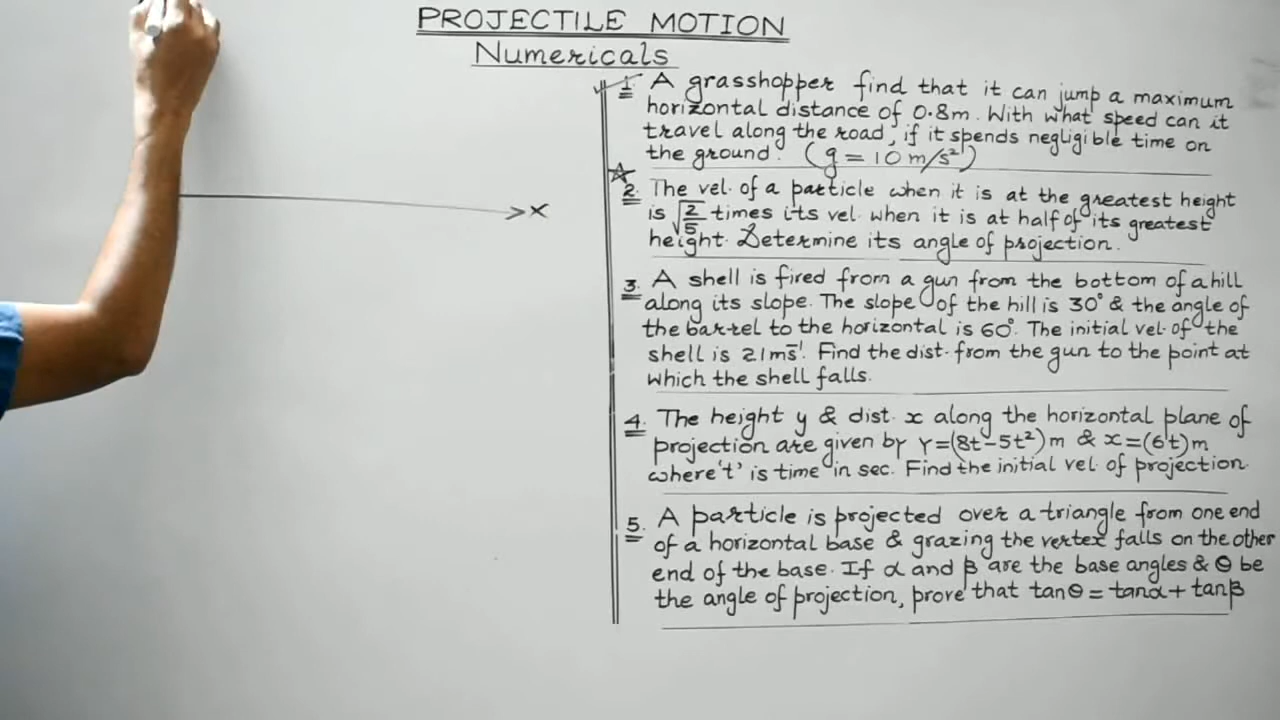 PROJECTILE MOTION
Numericals
1. A grasshopper find that it can jump a maximum
horizontal distance of 0.8m. With what speed can it
travel along the road, if it spends negligible time on
the ground. (g = 10 m/s²)
2. The vel. of a particle when it is at the greatest height
is √2/5 times its vel. when it is at half of its greatest
height. Determine its angle of projection.
3. A shell is fired from a gun from the bottom of a hill
along its slope. The slope of the hill is 30° & the angle of
the barrel to the horizontal is 60°. The initial vel. of the
shell is 21ms⁻¹. Find the dist. from the gun to the point at
which the shell falls.
4. The height y & dist. x along the horizontal plane of
projection are given by Y=(8t-5t²)m & x=(6t)m
where 't' is time in sec. Find the initial vel. of projection.
5. A particle is projected over a triangle from one end
of a horizontal base & grazing the vertex falls on the other
end of the base. If α and β are the base angles & θ be
the angle of projection, prove that tanθ = tanα + tanβ
x